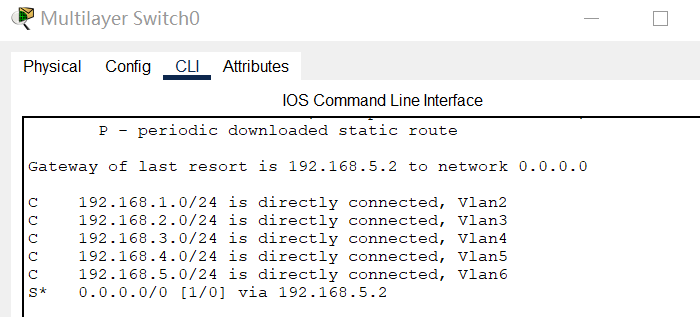 Multilayer Switch0
Physical Config CLI Attributes
IOS Command Line Interface
P - periodic downloaded static route
Gateway of last resort is 192.168.5.2 to network 0.0.0.0
C 192.168.1.0/24 is directly connected, Vlan2
C 192.168.2.0/24 is directly connected, Vlan3
C 192.168.3.0/24 is directly connected, Vlan4
C 192.168.4.0/24 is directly connected, Vlan5
C 192.168.5.0/24 is directly connected, Vlan6
S* 0.0.0.0/0 [1/0] via 192.168.5.2